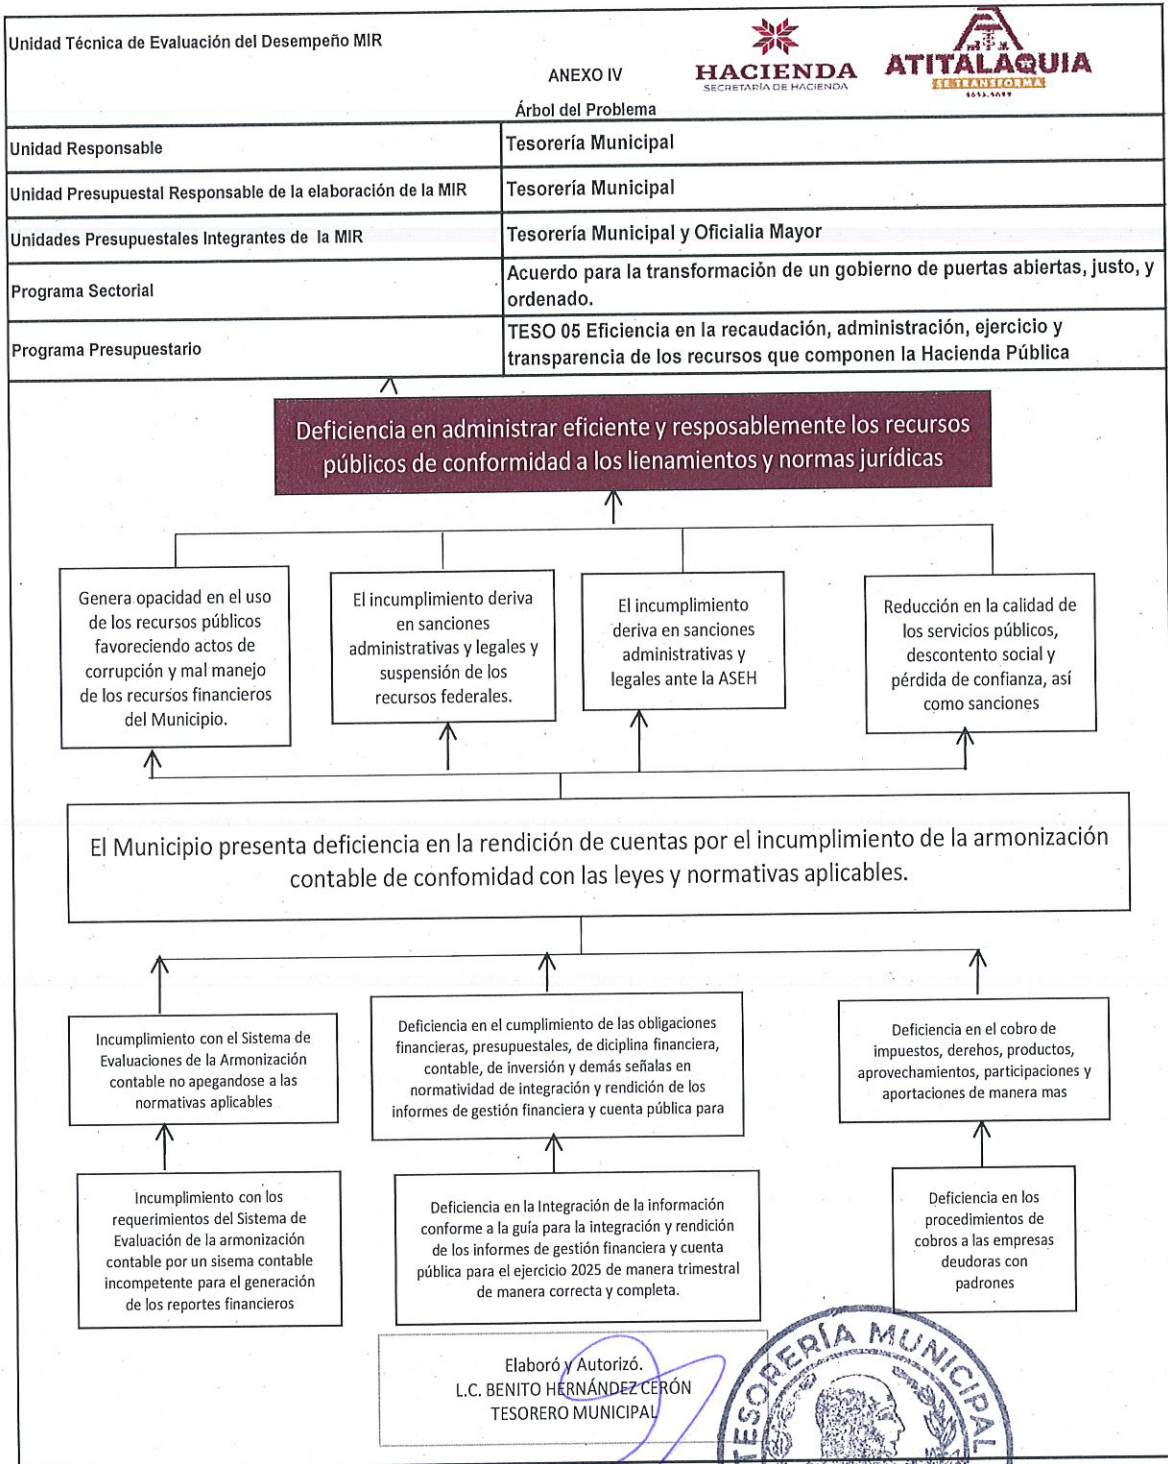 Unidad Técnica de Evaluación del Desempeño MIR
ANEXO IV
Árbol del Problema
HACIENDA
SECRETARÍA DE HACIENDA
ATITALAQUIA
SE TRANSFORMA
Unidad Responsable
Tesorería Municipal
Unidad Presupuestal Responsable de la elaboración de la MIR
Tesorería Municipal
Unidades Presupuestales Integrantes de la MIR
Tesorería Municipal y Oficialia Mayor
Programa Sectorial
Acuerdo para la transformación de un gobierno de puertas abiertas, justo, y
ordenado.
Programa Presupuestario
TESO 05 Eficiencia en la recaudación, administración, ejercicio y
transparencia de los recursos que componen la Hacienda Pública
Deficiencia en administrar eficiente y resposablemente los recursos
públicos de conformidad a los lienamientos y normas jurídicas
Genera opacidad en el uso
de los recursos públicos
favoreciendo actos de
corrupción y mal manejo
de los recursos financieros
del Municipio.
El incumplimiento deriva
en sanciones
administrativas y legales y
suspensión de los
recursos federales.
El incumplimiento
deriva en sanciones
administrativas y
legales ante la ASEH
Reducción en la calidad de
los servicios públicos,
descontento social y
pérdida de confianza, así
como sanciones
El Municipio presenta deficiencia en la rendición de cuentas por el incumplimiento de la armonización
contable de confomidad con las leyes y normativas aplicables.
Incumplimiento con el Sistema de
Evaluaciones de la Armonización
contable no apegandose a las
normativas aplicables
Deficiencia en el cumplimiento de las obligaciones
financieras, presupuestales, de diciplina financiera,
contable, de inversión y demás señalas en
normatividad de integración y rendición de los
informes de gestión financiera y cuenta pública para
Deficiencia en el cobro de
impuestos, derehos, productos,
aprovechamientos, participaciones y
aportaciones de manera mas
Incumplimiento con los
requerimientos del Sistema de
Evaluación de la armonización
contable por un sisema contable
incompetente para el generación
de los reportes financieros
Deficiencia en la Integración de la información
conforme a la guía para la integración y rendición
de los informes de gestión financiera y cuenta
pública para el ejercicio 2025 de manera trimestral
de manera correcta y completa.
Deficiencia en los
procedimientos de
cobros a las empresas
deudoras con
padrones
Elaboró y Autorizó.
L.C. BENITO HERNÁNDEZ CERÓN
TESORERO MUNICIPAL
TESORERÍA MUNICIPAL